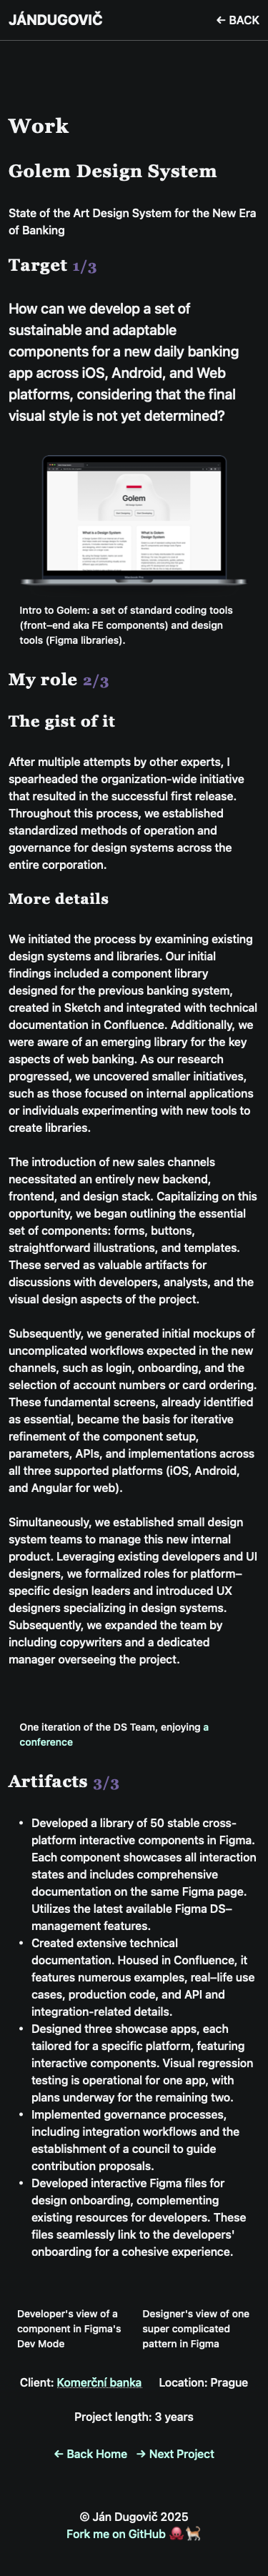 JÁNDUGOVIČ
← BACK
Work
Golem Design System
State of the Art Design System for the New Era
of Banking
Target 1/3
How can we develop a set of
sustainable and adaptable
components for a new daily banking
app across iOS, Android, and Web
platforms, considering that the final
visual style is not yet determined?
Golem
Intro to Golem: a set of standard coding tools
(front–end aka FE components) and design
tools (Figma libraries).
My role 2/3
The gist of it
After multiple attempts by other experts, I
spearheaded the organization-wide initiative
that resulted in the successful first release.
Throughout this process, we established
standardized methods of operation and
governance for design systems across the
entire corporation.
More details
We initiated the process by examining existing
design systems and libraries. Our initial
findings included a component library
designed for the previous banking system,
created in Sketch and integrated with technical
documentation in Confluence. Additionally, we
were aware of an emerging library for the key
aspects of web banking. As our research
progressed, we uncovered smaller initiatives,
such as those focused on internal applications
or individuals experimenting with new tools to
create libraries.
The introduction of new sales channels
necessitated an entirely new backend,
frontend, and design stack. Capitalizing on this
opportunity, we began outlining the essential
set of components: forms, buttons,
straightforward illustrations, and templates.
These served as valuable artifacts for
discussions with developers, analysts, and the
visual design aspects of the project.
Subsequently, we generated initial mockups of
uncomplicated workflows expected in the new
channels, such as login, onboarding, and the
selection of account numbers or card ordering.
These fundamental screens, already identified
as essential, became the basis for iterative
refinement of the component setup,
parameters, APIs, and implementations across
all three supported platforms (iOS, Android,
and Angular for web).
Simultaneously, we established small design
system teams to manage this new internal
product. Leveraging existing developers and UI
designers, we formalized roles for platform–
specific design leaders and introduced UX
designers specializing in design systems.
Subsequently, we expanded the team by
including copywriters and a dedicated
manager overseeing the project.
One iteration of the DS Team, enjoying a
conference
Artifacts 3/3
• Developed a library of 50 stable cross-
platform interactive components in Figma.
Each component showcases all interaction
states and includes comprehensive
documentation on the same Figma page.
Utilizes the latest available Figma DS–
management features.
• Created extensive technical
documentation. Housed in Confluence, it
features numerous examples, real–life use
cases, production code, and API and
integration-related details.
• Designed three showcase apps, each
tailored for a specific platform, featuring
interactive components. Visual regression
testing is operational for one app, with
plans underway for the remaining two.
• Implemented governance processes,
including integration workflows and the
establishment of a council to guide
contribution proposals.
• Developed interactive Figma files for
design onboarding, complementing
existing resources for developers. These
files seamlessly link to the developers'
onboarding for a cohesive experience.
Developer's view of a
component in Figma's
Dev Mode
Designer's view of one
super complicated
pattern in Figma
Client: Komerční banka
Location: Prague
Project length: 3 years
← Back Home
→ Next Project
© Ján Dugovič 2025
Fork me on GitHub 🐙🐈